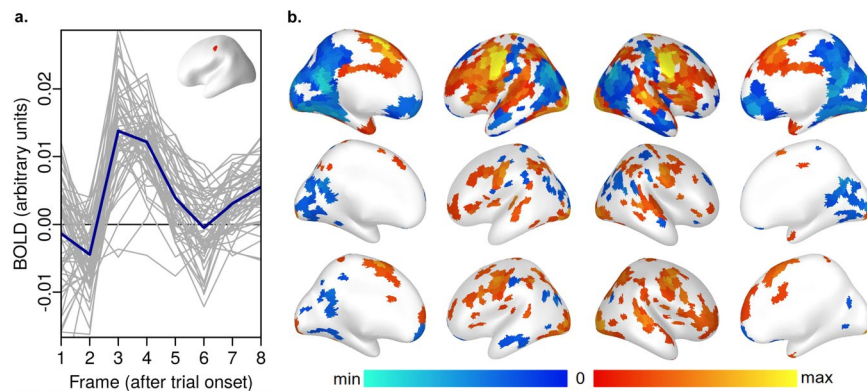 a.
b.
BOLD (arbitrary units)
0.02
0.01
0.00
-0.01
1 2 3 4 5 6 7 8
Frame (after trial onset)
min 0 max